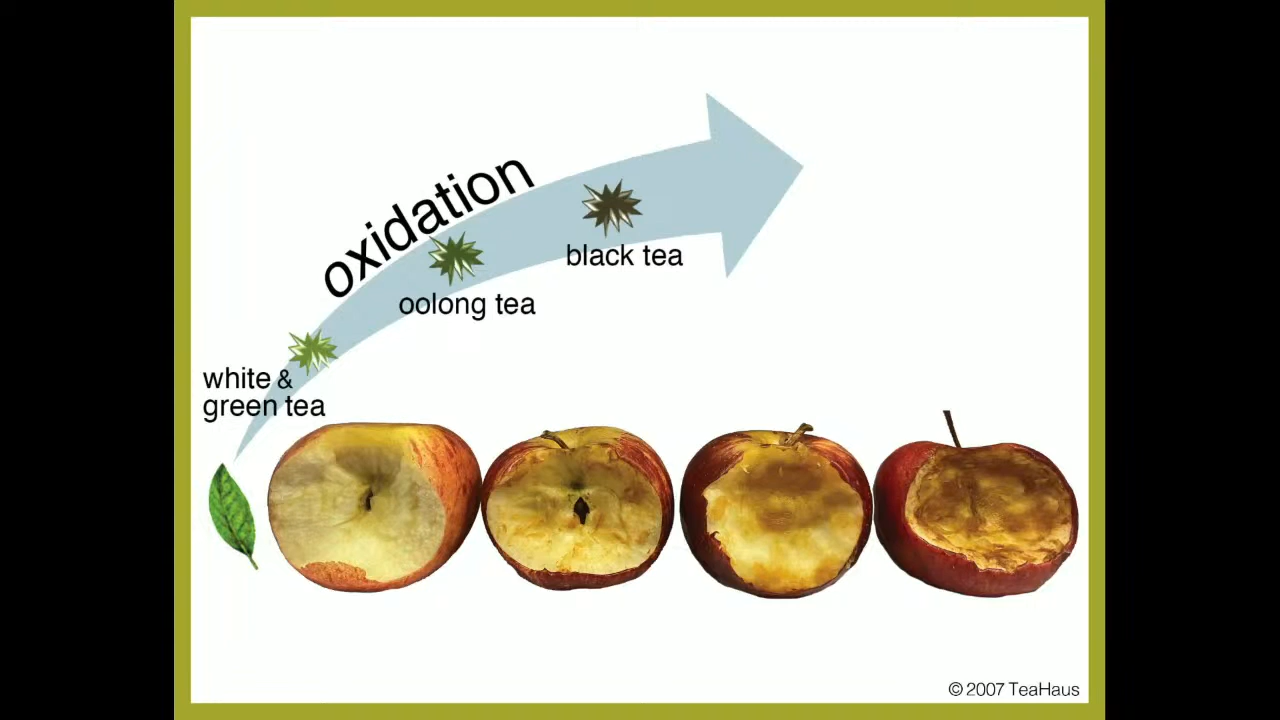 oxidation
black tea
oolong tea
white &
green tea
© 2007 TeaHaus